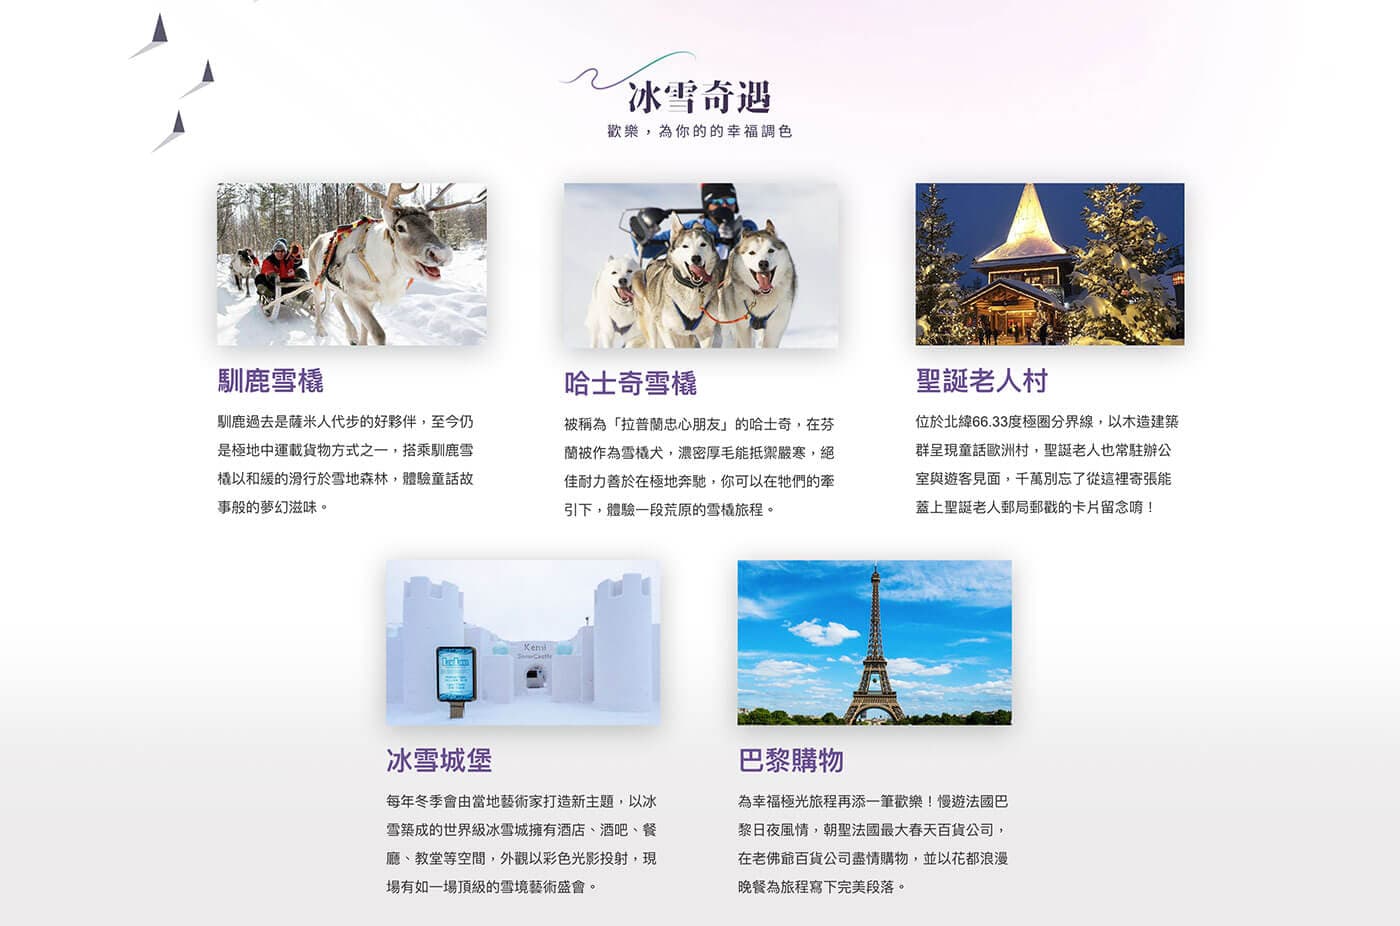 冰雪奇遇
歡樂，為你的的幸福調色
馴鹿雪橇
馴鹿過去是薩米人代步的好夥伴，至今仍
是極地中運載貨物方式之一，搭乘馴鹿雪
橇以和緩的滑行於雪地森林，體驗童話故
事般的夢幻滋味。
哈士奇雪橇
被稱為「拉普蘭忠心朋友」的哈士奇，在芬
蘭被作為雪橇犬，濃密厚毛能抵禦嚴寒，絕
佳耐力善於在極地奔馳，你可以在牠們的牽
引下，體驗一段荒原的雪橇旅程。
聖誕老人村
位於北緯66.33度極圈分界線，以木造建築
群呈現童話歐洲村，聖誕老人也常駐辦公
室與遊客見面，千萬別忘了從這裡寄張能
蓋上聖誕老人郵局郵戳的卡片留念唷！
Kemi
SnowCastle
冰雪城堡
每年冬季會由當地藝術家打造新主題，以冰
雪築成的世界級冰雪城擁有酒店、酒吧、餐
廳、教堂等空間，外觀以彩色光影投射，現
場有如一場頂級的雪境藝術盛會。
巴黎購物
為幸福極光旅程再添一筆歡樂！慢遊法國巴
黎日夜風情，朝聖法國最大春天百貨公司，
在老佛爺百貨公司盡情購物，並以花都浪漫
晚餐為旅程寫下完美段落。